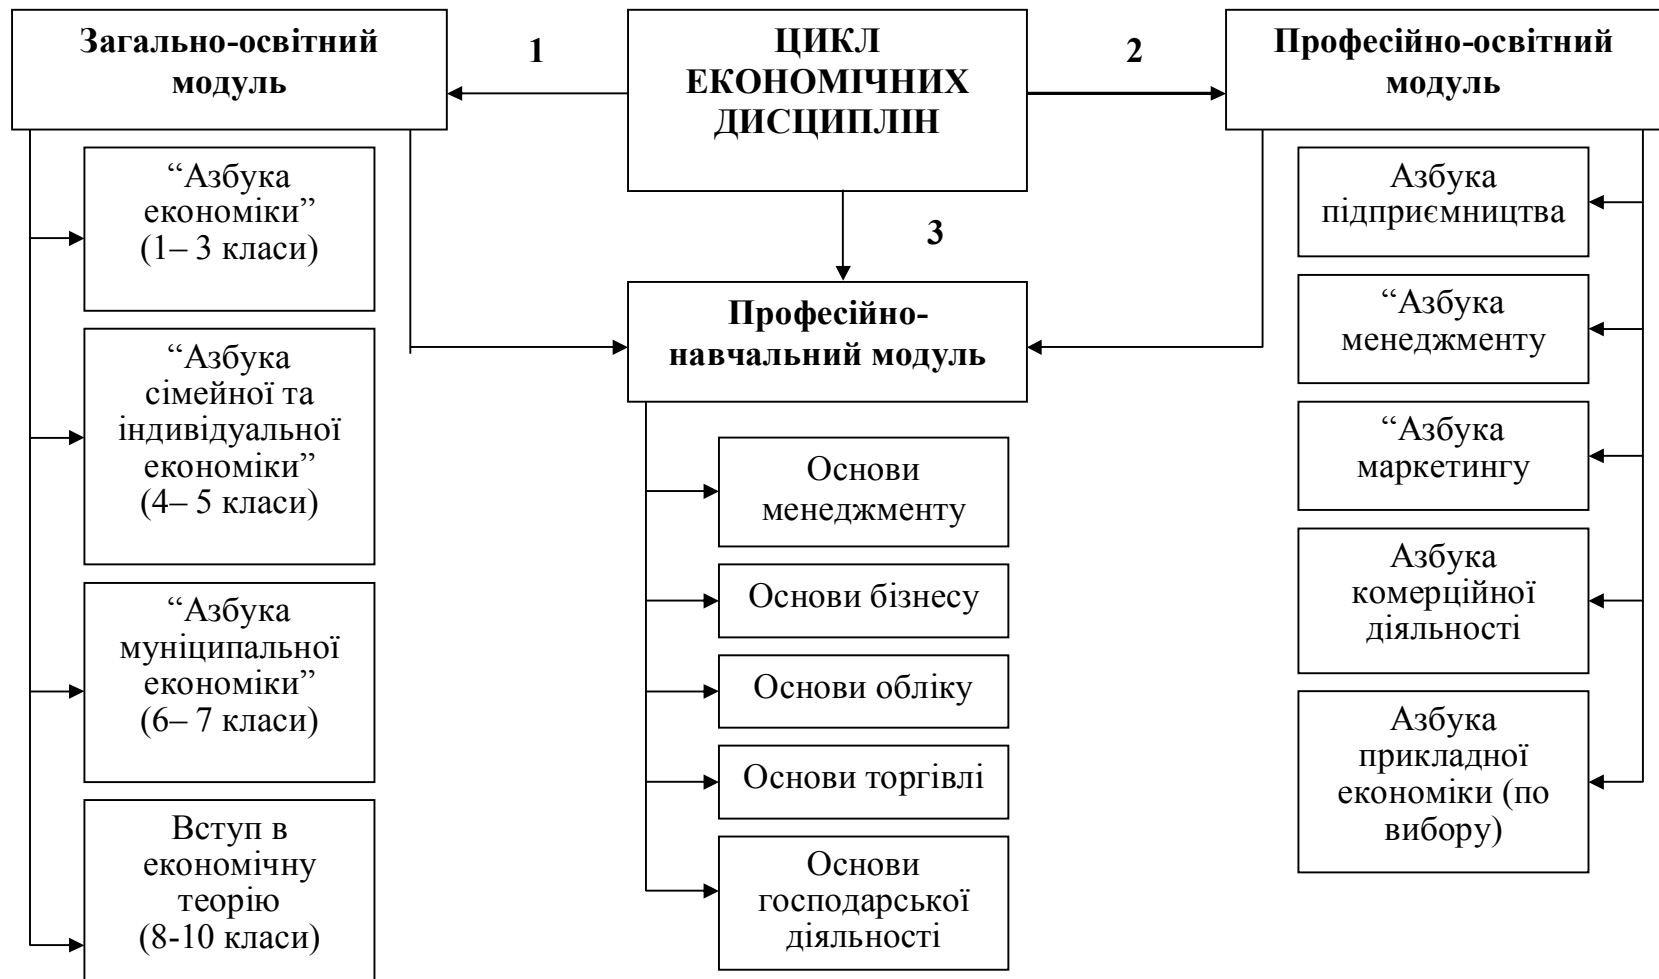 Загально-освітний
модуль
1
ЦИКЛ
ЕКОНОМІЧНИХ
ДИСЦИПЛІН
2
Професійно-освітний
модуль
3
“Азбука
економіки”
(1– 3 класи)
“Азбука
сімейної та
індивідуальної
економіки”
(4– 5 класи)
“Азбука
муніципальної
економіки”
(6– 7 класи)
Вступ в
економічну
теорію
(8-10 класи)
Професійно-
навчальний модуль
Основи
менеджменту
Основи бізнесу
Основи обліку
Основи торгівлі
Основи
господарської
діяльності
Азбука
підприємництва
“Азбука
менеджменту
“Азбука
маркетингу
Азбука
комерційної
діяльності
Азбука
прикладної
економіки (по
вибору)